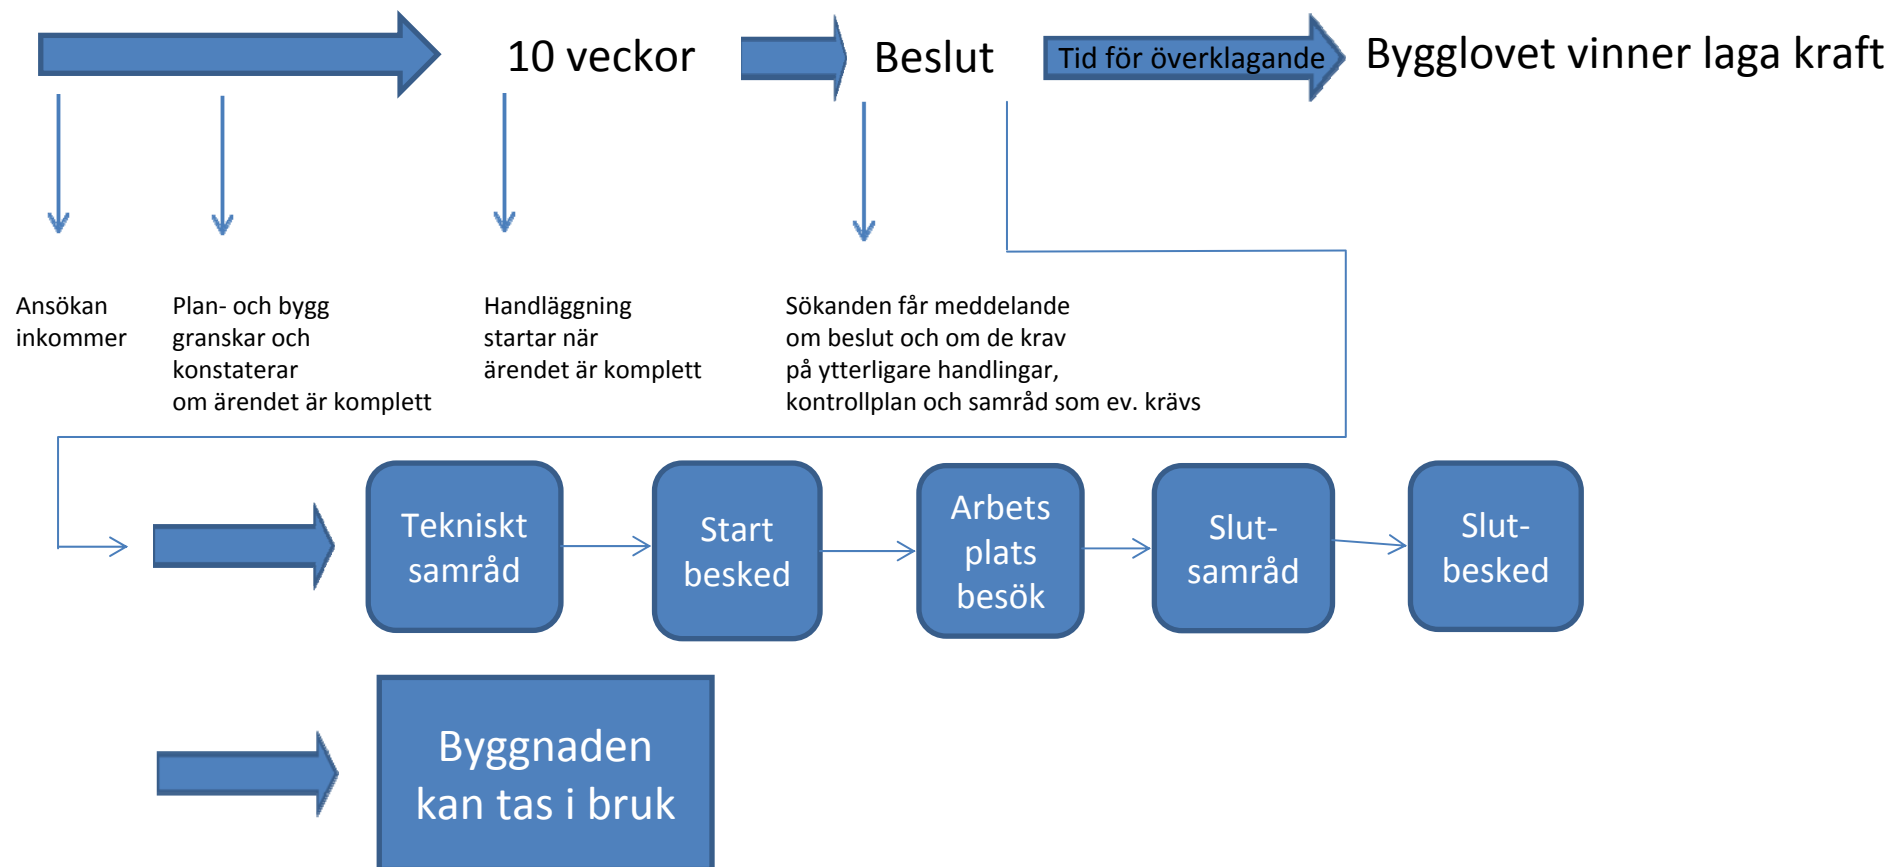 10 veckor
Beslut
Tid för överklagande
Bygglovet vinner laga kraft
Ansökan
inkommer
Plan- och bygg
granskar och
konstaterar
om ärendet är komplett
Handläggning
startar när
ärendet är komplett
Sökanden får meddelande
om beslut och om de krav
på ytterligare handlingar,
kontrollplan och samråd som ev. krävs
Tekniskt
samråd
Start
besked
Arbets
plats
besök
Slut-
samråd
Slut-
besked
Byggnaden
kan tas i bruk